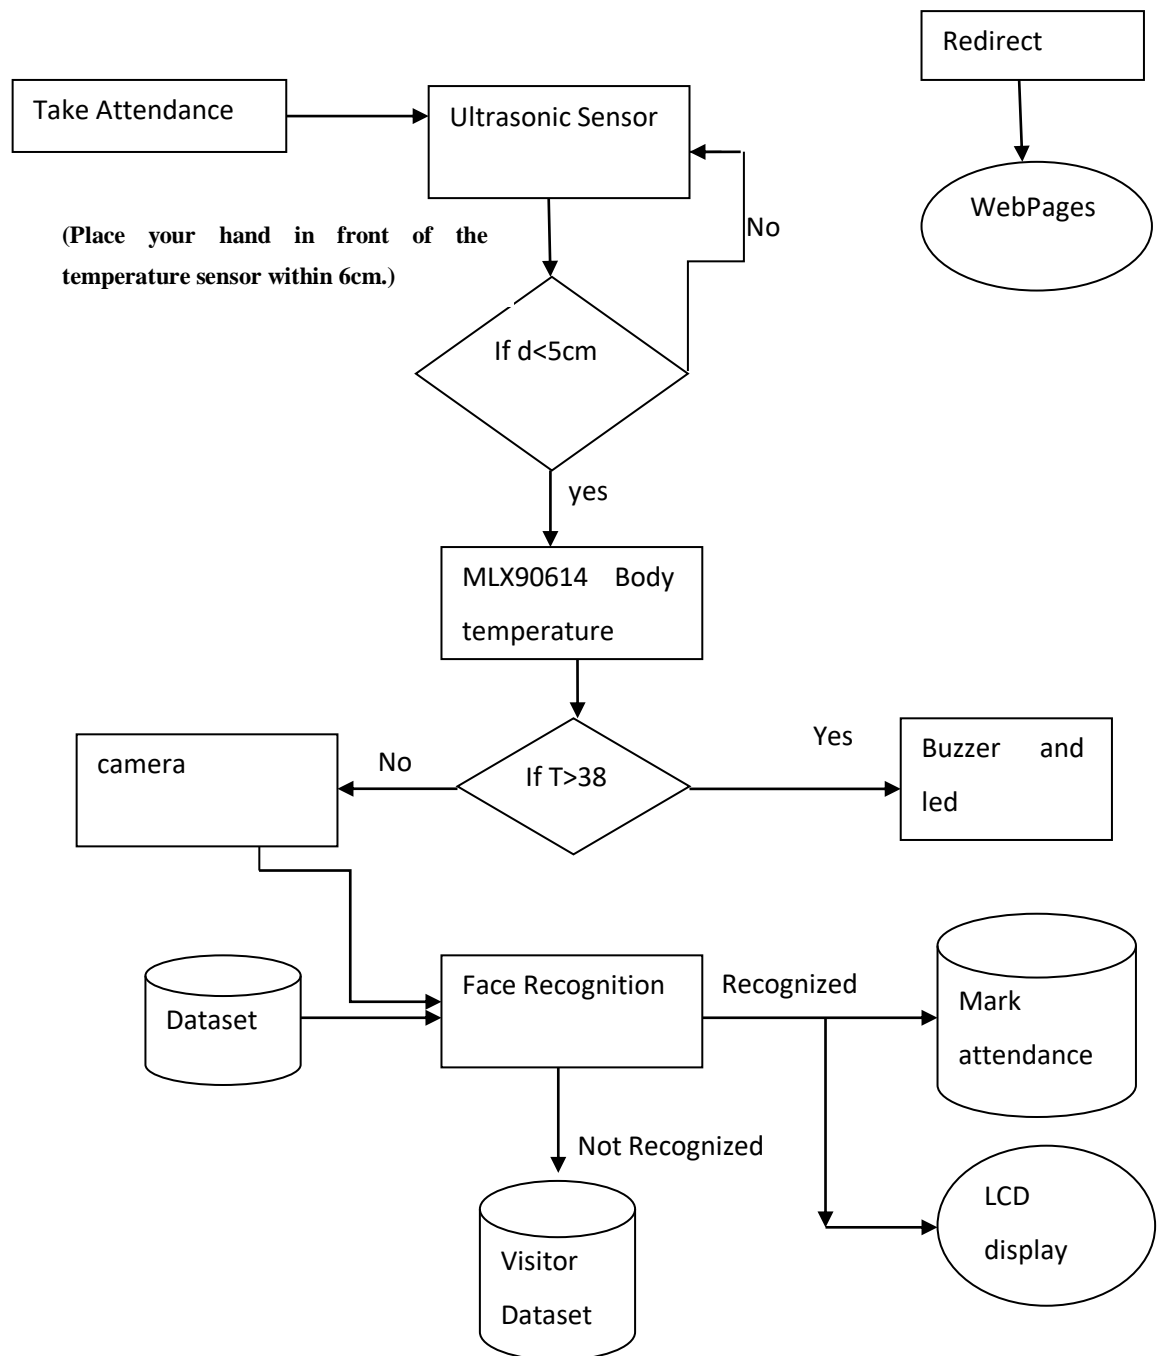 Redirect
Take Attendance
Ultrasonic Sensor
WebPages
No
(Place your hand in front of the
temperature sensor within 6cm.)
If d<5cm
yes
MLX90614 Body
temperature
Yes
Buzzer and
led
camera
No
If T>38
Face Recognition
Recognized
Dataset
Mark
attendance
Not Recognized
LCD
display
Visitor
Dataset